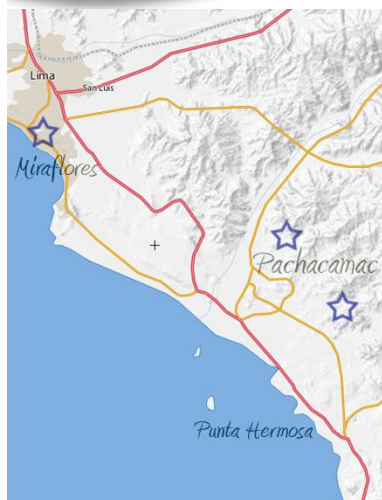 Lima
San Luis
Miraflores
Pachacamac
Punta Hermosa